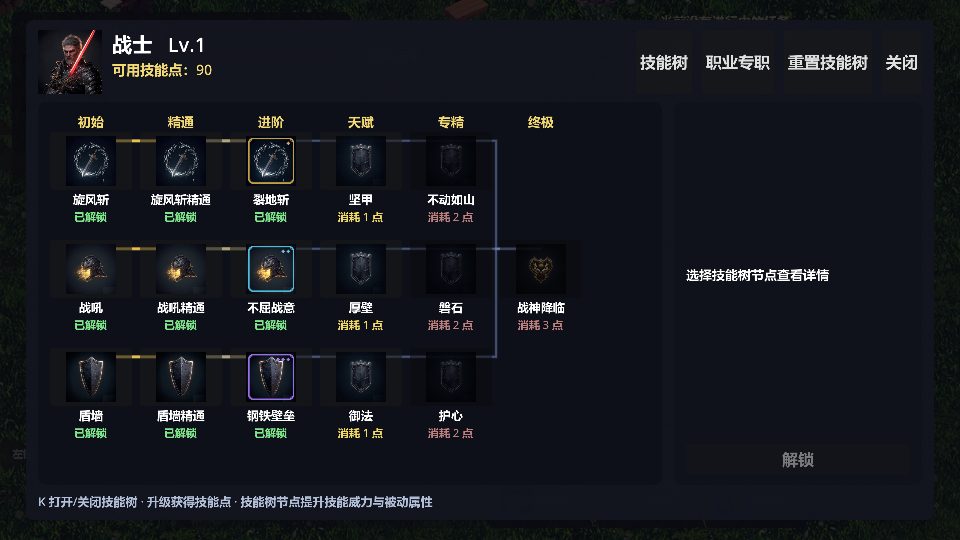 战士 Lv.1
可用技能点：90
技能树 职业专职 重置技能树 关闭
初始 精通 进阶 天赋 专精 终极
旋风斩 旋风斩精通 裂地斩 坚甲 不动如山
已解锁 已解锁 已解锁 消耗 1 点 消耗 2 点
选择技能树节点查看详情
战吼 战吼精通 不屈战意 厚壁 磐石 战神降临
已解锁 已解锁 已解锁 消耗 1 点 消耗 2 点 消耗 3 点
盾墙 盾墙精通 钢铁壁垒 御法 护心
已解锁 已解锁 已解锁 消耗 1 点 消耗 2 点
解锁
K 打开/关闭技能树 · 升级获得技能点 · 技能树节点提升技能威力与被动属性